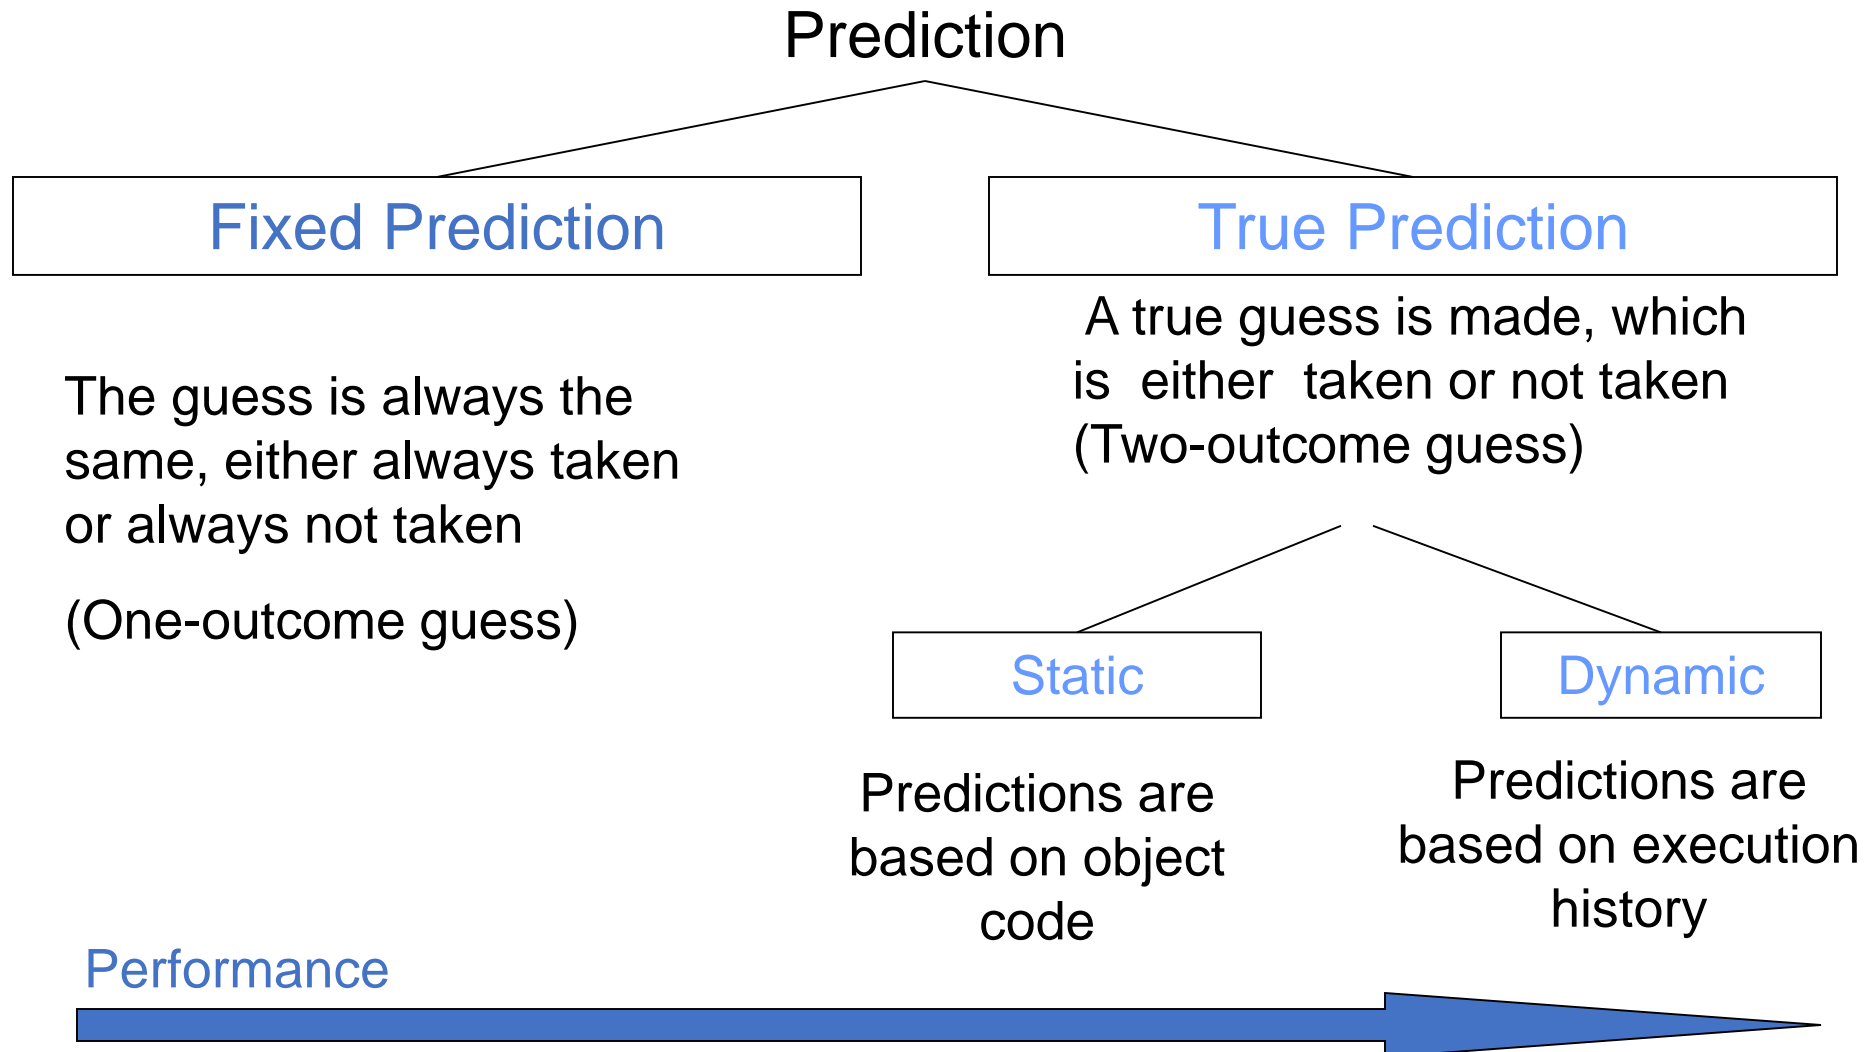 Prediction
Fixed Prediction
True Prediction
The guess is always the
same, either always taken
or always not taken
(One-outcome guess)
A true guess is made, which
is either taken or not taken
(Two-outcome guess)
Static
Dynamic
Predictions are
based on object
code
Predictions are
based on execution
history
Performance